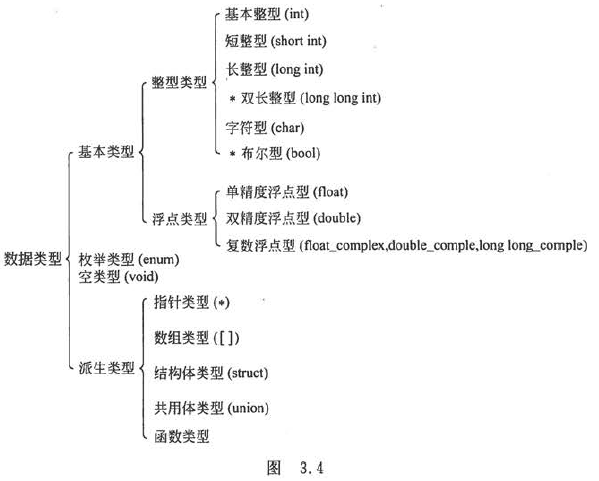 基本整型 (int)
短整型 (short int)
长整型 (long int)
整型类型
* 双长整型 (long long int)
字符型 (char)
基本类型
* 布尔型 (bool)
单精度浮点型 (float)
浮点类型
双精度浮点型 (double)
复数浮点型 (float_complex,double_comple,long long_comple)
数据类型
枚举类型 (enum)
空类型 (void)
指针类型 (*)
数组类型 ([ ])
派生类型
结构体类型 (struct)
共用体类型 (union)
函数类型
图 3.4